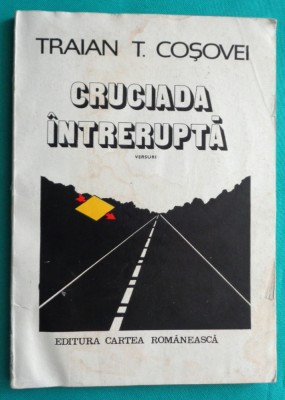 TRAIAN T. COȘOVEI
CRUCIADA
ÎNTRERUPTĂ
VERSURI
EDITURA CARTEA ROMÂNEASCĂ